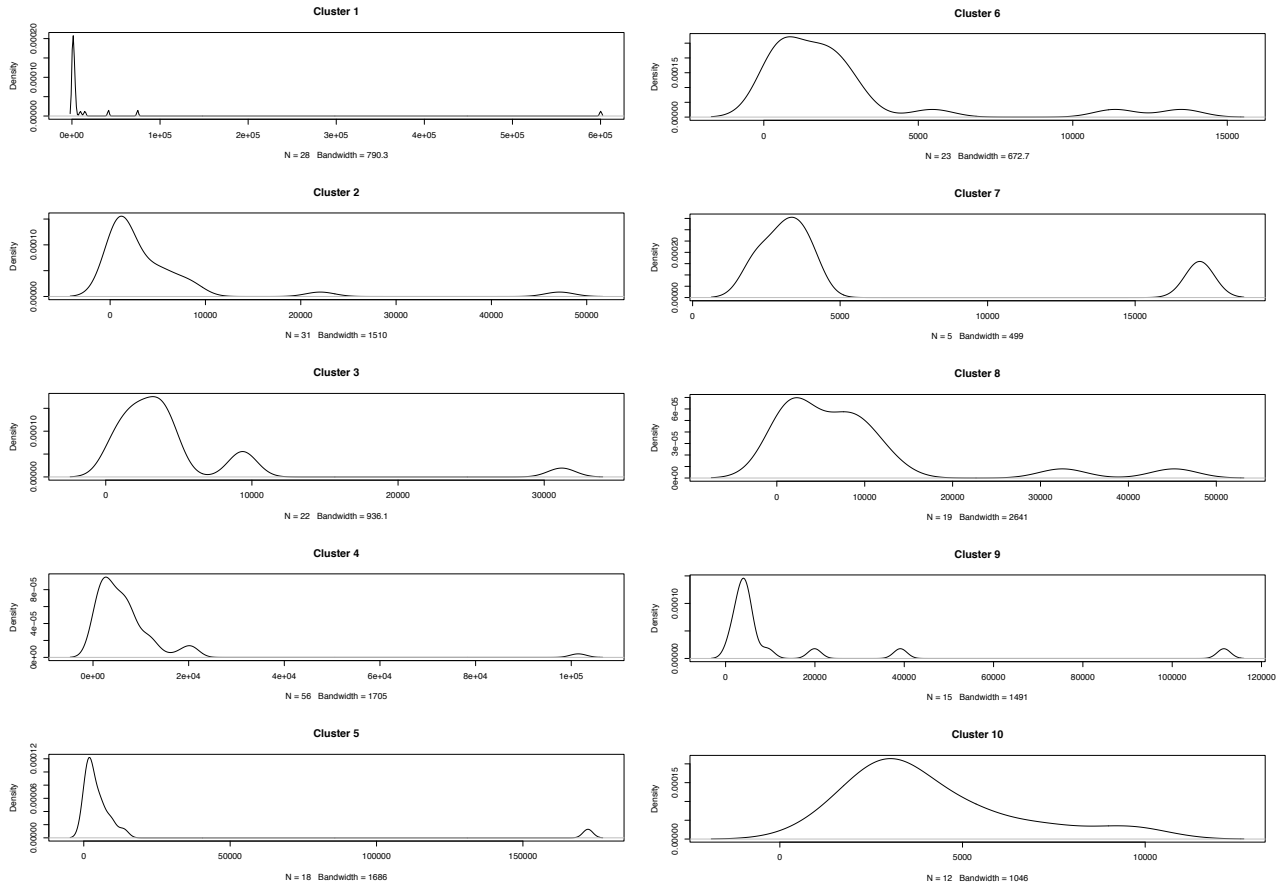 Cluster 1
Density
0.00000 0.00010 0.00020
0e+00 1e+05 2e+05 3e+05 4e+05 5e+05 6e+05
N = 28 Bandwidth = 790.3
Cluster 2
Density
0.00000 0.00010
0 10000 20000 30000 40000 50000
N = 31 Bandwidth = 1510
Cluster 3
Density
0.00000 0.00010
0 10000 20000 30000
N = 22 Bandwidth = 936.1
Cluster 4
Density
0e+00 4e-05 8e-05
0e+00 2e+04 4e+04 6e+04 8e+04 1e+05
N = 56 Bandwidth = 1705
Cluster 5
Density
0.00000 0.00006 0.00012
0 50000 100000 150000
N = 18 Bandwidth = 1686
Cluster 6
Density
0.00000 0.00015
0 5000 10000 15000
N = 23 Bandwidth = 672.7
Cluster 7
Density
0.00000 0.00020
0 5000 10000 15000
N = 5 Bandwidth = 499
Cluster 8
Density
0e+00 3e-05 6e-05
0 10000 20000 30000 40000 50000
N = 19 Bandwidth = 2641
Cluster 9
Density
0.00000 0.00010
0 20000 40000 60000 80000 100000 120000
N = 15 Bandwidth = 1491
Cluster 10
Density
0.00000 0.00015
0 5000 10000
N = 12 Bandwidth = 1046